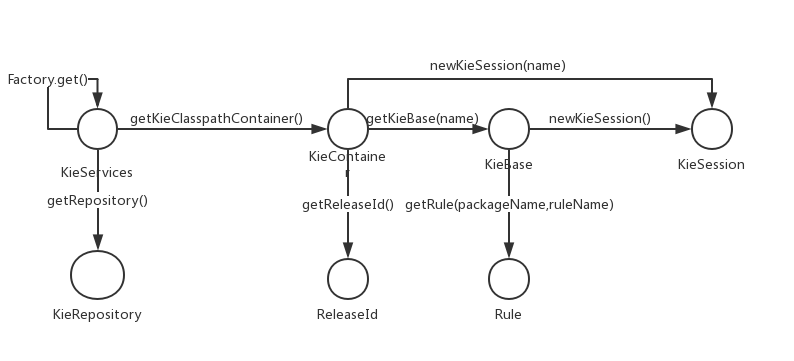 newKieSession(name)
Factory.get()
getKieClasspathContainer()
getKieBase(name)
newKieSession()
KieServices
KieContaine
r
KieBase
KieSession
getRepository()
getReleaseId()
getRule(packageName,ruleName)
KieRepository
ReleaseId
Rule